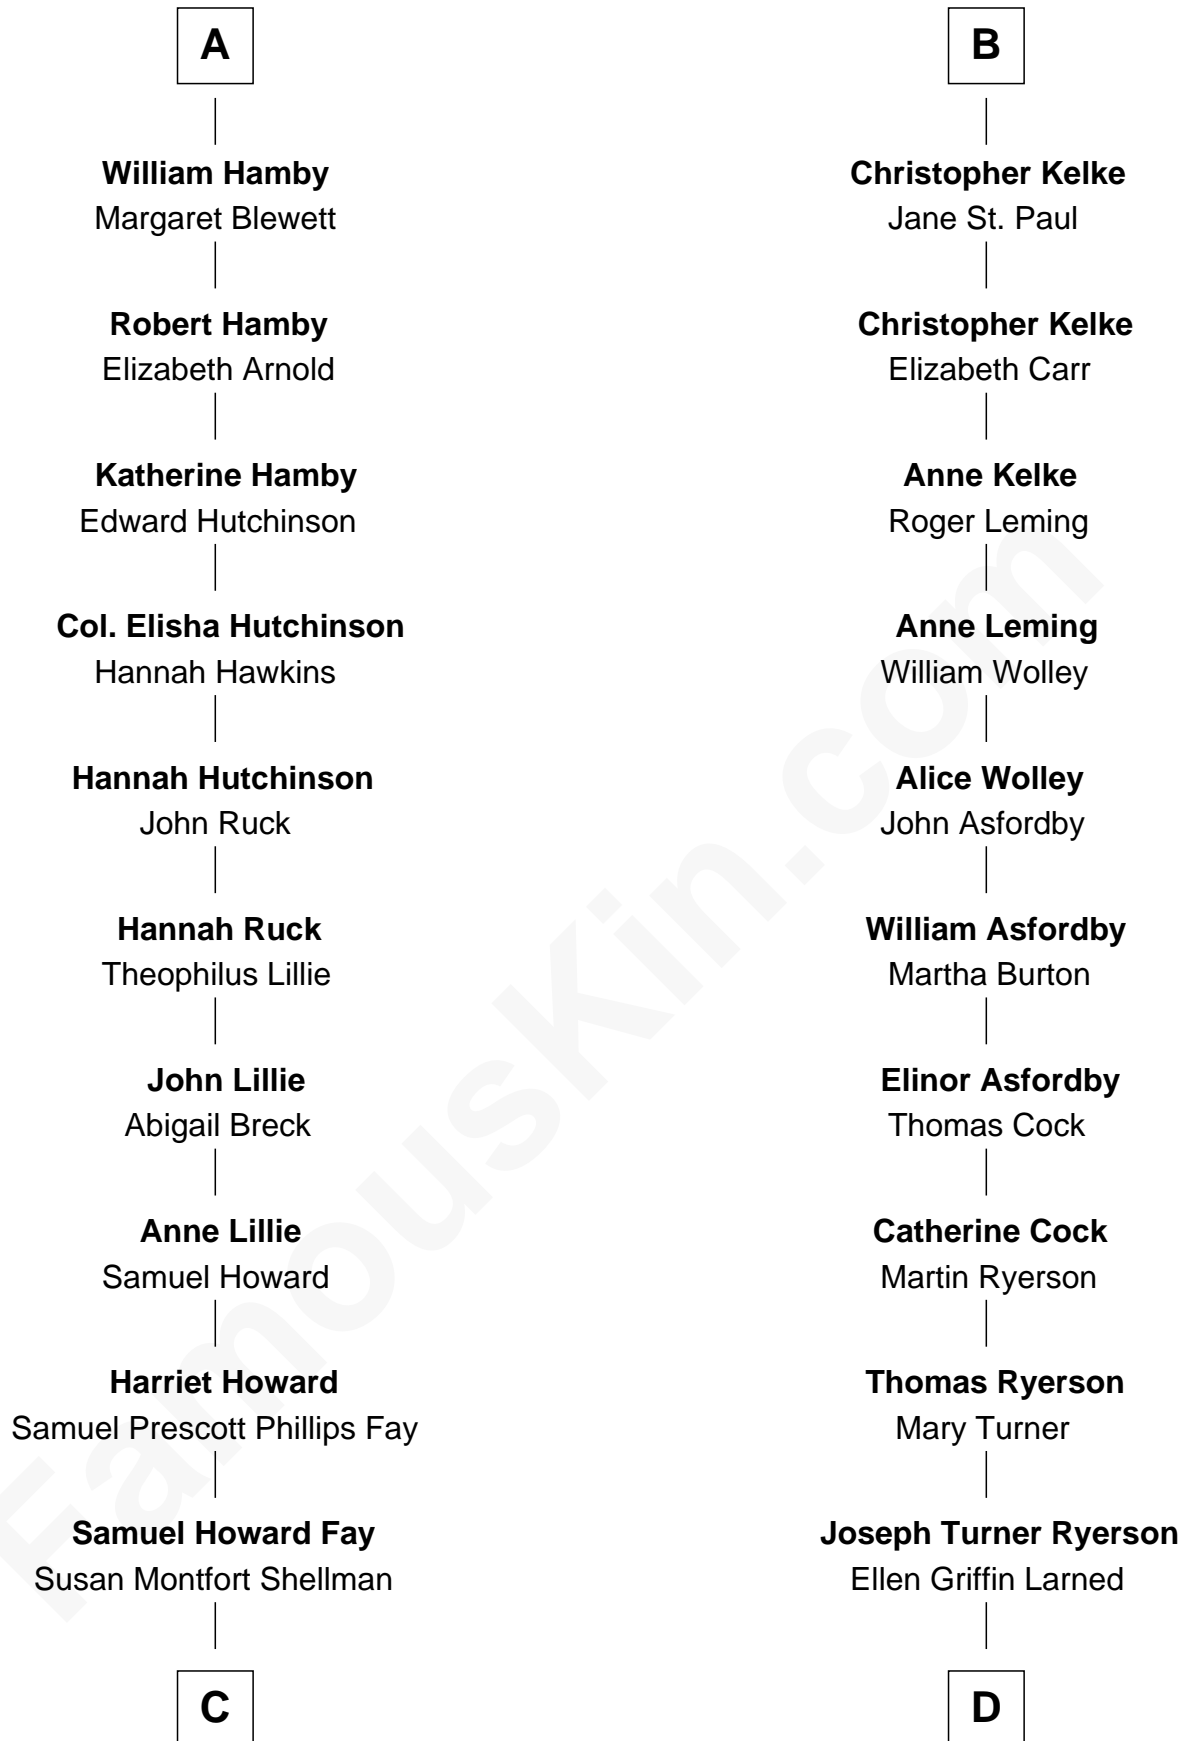 A
William Hamby
Margaret Blewett
Robert Hamby
Elizabeth Arnold
Katherine Hamby
Edward Hutchinson
Col. Elisha Hutchinson
Hannah Hawkins
Hannah Hutchinson
John Ruck
Hannah Ruck
Theophilus Lillie
John Lillie
Abigail Breck
Anne Lillie
Samuel Howard
Harriet Howard
Samuel Prescott Phillips Fay
Samuel Howard Fay
Susan Montfort Shellman
C
B
Christopher Kelke
Jane St. Paul
Christopher Kelke
Elizabeth Carr
Anne Kelke
Roger Leming
Anne Leming
William Wolley
Alice Wolley
John Asfordby
William Asfordby
Martha Burton
Elinor Asfordby
Thomas Cock
Catherine Cock
Martin Ryerson
Thomas Ryerson
Mary Turner
Joseph Turner Ryerson
Ellen Griffin Larned
D
FamousKin.com